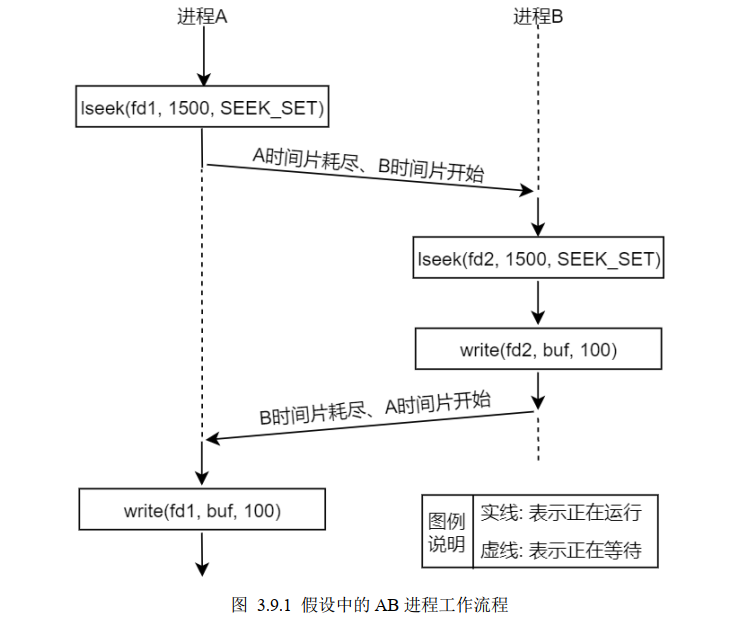 进程A
进程B
lseek(fd1, 1500, SEEK_SET)
A时间片耗尽、B时间片开始
lseek(fd2, 1500, SEEK_SET)
write(fd2, buf, 100)
B时间片耗尽、A时间片开始
write(fd1, buf, 100)
图例
说明
实线: 表示正在运行
虚线: 表示正在等待
图 3.9.1 假设中的 AB 进程工作流程